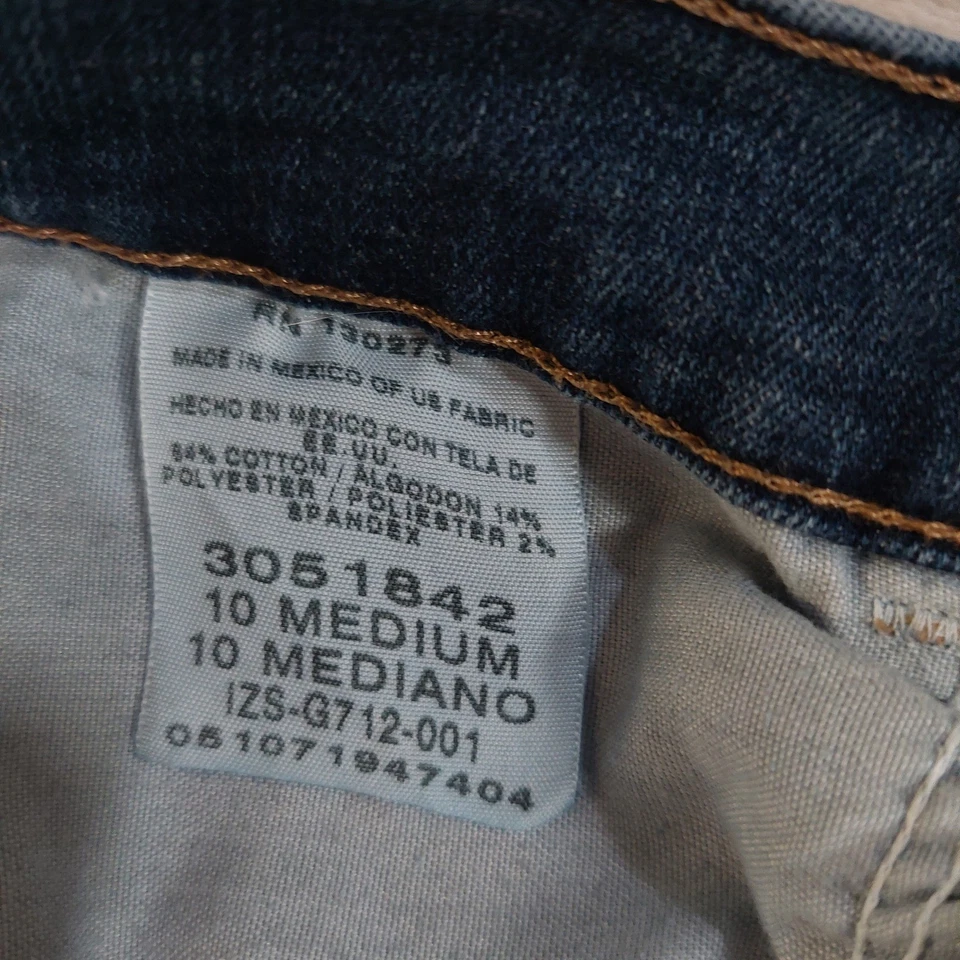 RN 130273
MADE IN MEXICO OF US FABRIC
HECHO EN MEXICO CON TELA DE
EE.UU.
84% COTTON / ALGODON 14%
POLYESTER / POLIESTER 2%
SPANDEX
3051842
10 MEDIUM
10 MEDIANO
IZS-G712-001
051071947404